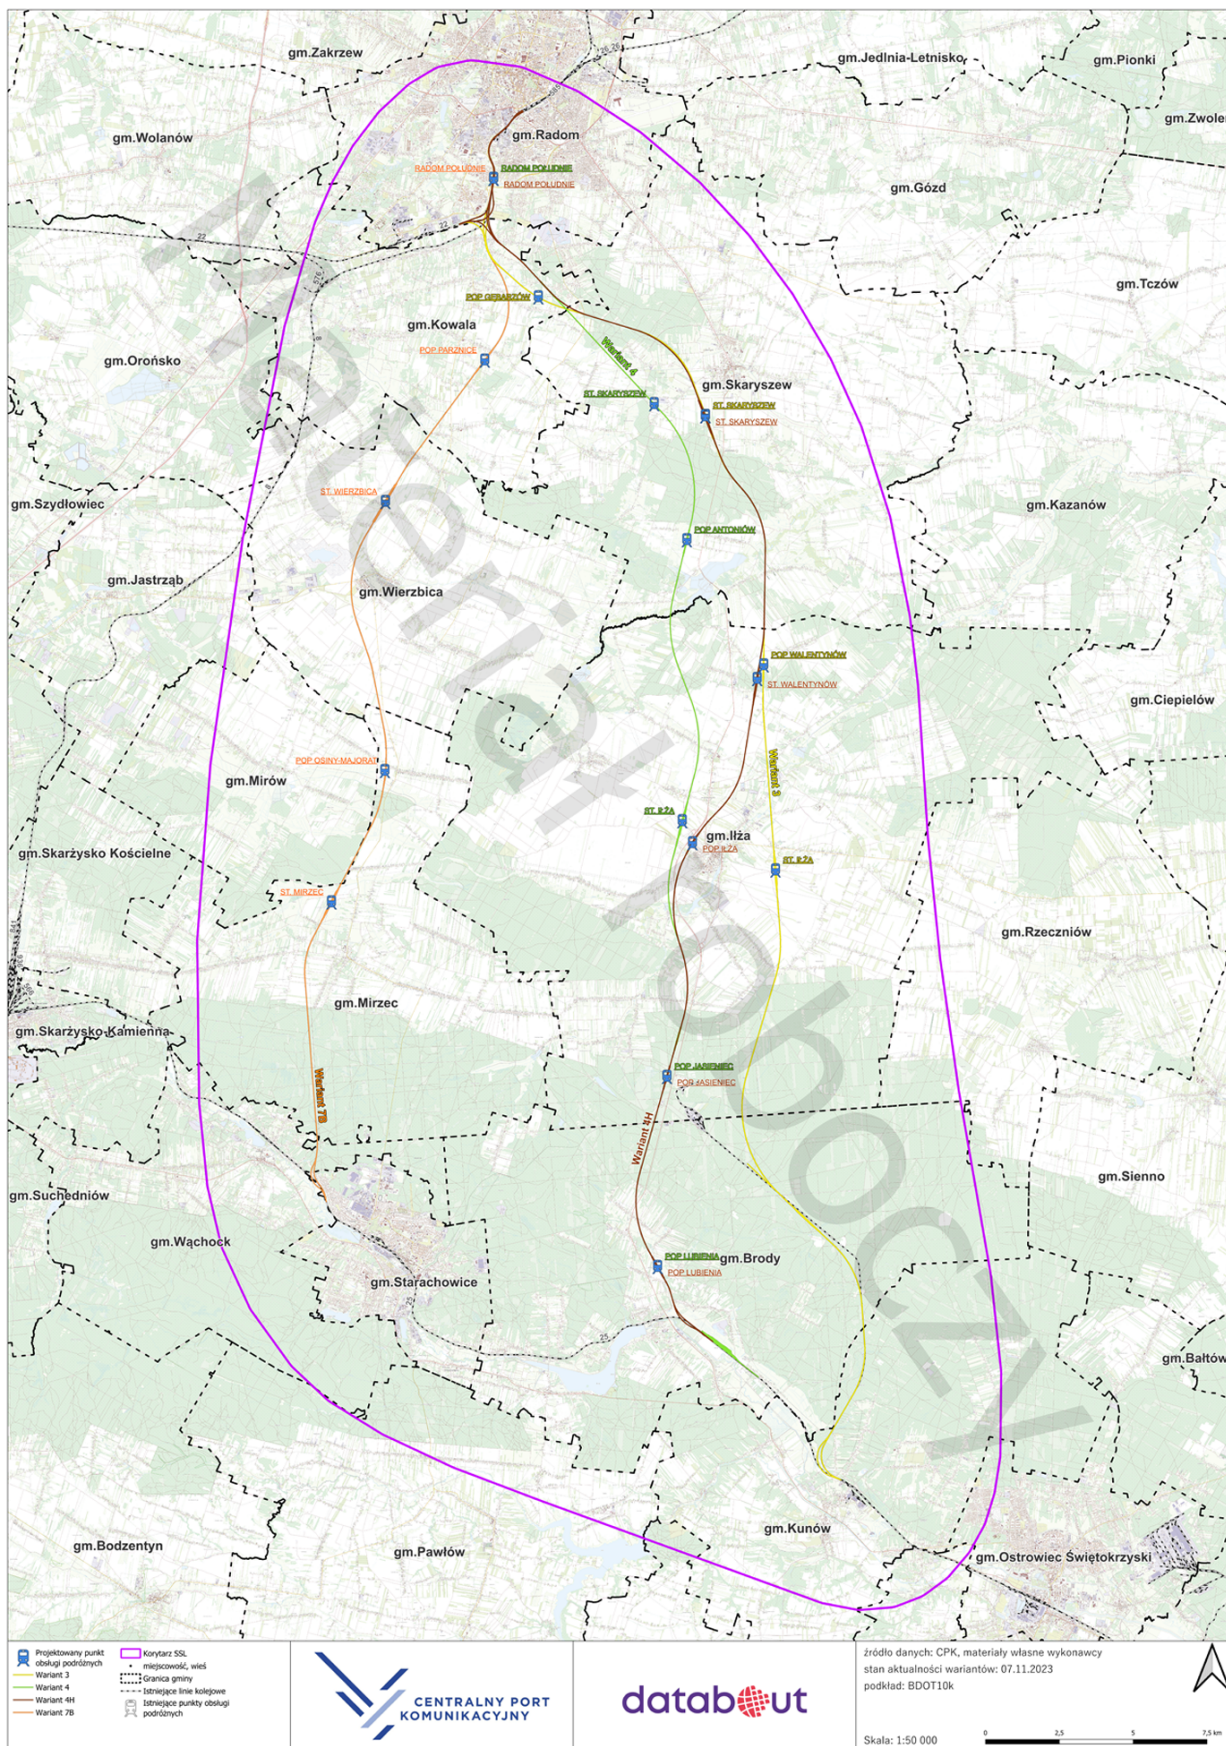 gm.Zakrzew
gm.Jedlnia-Letnisko
gm.Pionki
gm.Zwoleń
gm.Wolanów
gm.Radom
RADOM POŁUDNIE
RADOM POŁUDNIE
RADOM POŁUDNIE
gm.Gózd
22
22
gm.Tczów
POP GĘBARZÓW
gm.Kowala
Wariant 4
gm.Orońsko
POP PARZNICE
gm.Skaryszew
ST. SKARYSZEW
ST. SKARYSZEW
ST. SKARYSZEW
ST. WIERZBICA
gm.Szydłowiec
gm.Kazanów
POP ANTONIÓW
gm.Jastrząb
gm.Wierzbica
POP WALENTYNÓW
ST. WALENTYNÓW
gm.Ciepielów
POP OSINY-MAJORAT
Wariant 3
gm.Mirów
ST. IŁŻA
gm.Iłża
POP IŁŻA
gm.Skarżysko Kościelne
ST. IŁŻA
ST. MIRZEC
gm.Rzeczniów
gm.Mirzec
gm.Skarżysko-Kamienna
POP JASIENIEC
POP JASIENIEC
Wariant 7B
Wariant 4H
gm.Sienno
gm.Suchedniów
gm.Wąchock
POP LUBIENIA
gm.Brody
POP LUBIENIA
gm.Starachowice
25
25
gm.Bałtów
gm.Kunów
gm.Bodzentyn
gm.Pawłów
gm.Ostrowiec Świętokrzyski
Materiał roboczy
Projektowany punkt
obsługi podróżnych
Wariant 3
Wariant 4
Wariant 4H
Wariant 7B
Korytarz SSL
miejscowość, wieś
Granica gminy
Istniejące linie kolejowe
Istniejące punkty obsługi
podróżnych
CENTRALNY PORT
KOMUNIKACYJNY
databout
źródło danych: CPK, materiały własne wykonawcy
stan aktualności wariantów: 07.11.2023
podkład: BDOT10k
Skala: 1:50 000
0 2,5 5 7,5 km